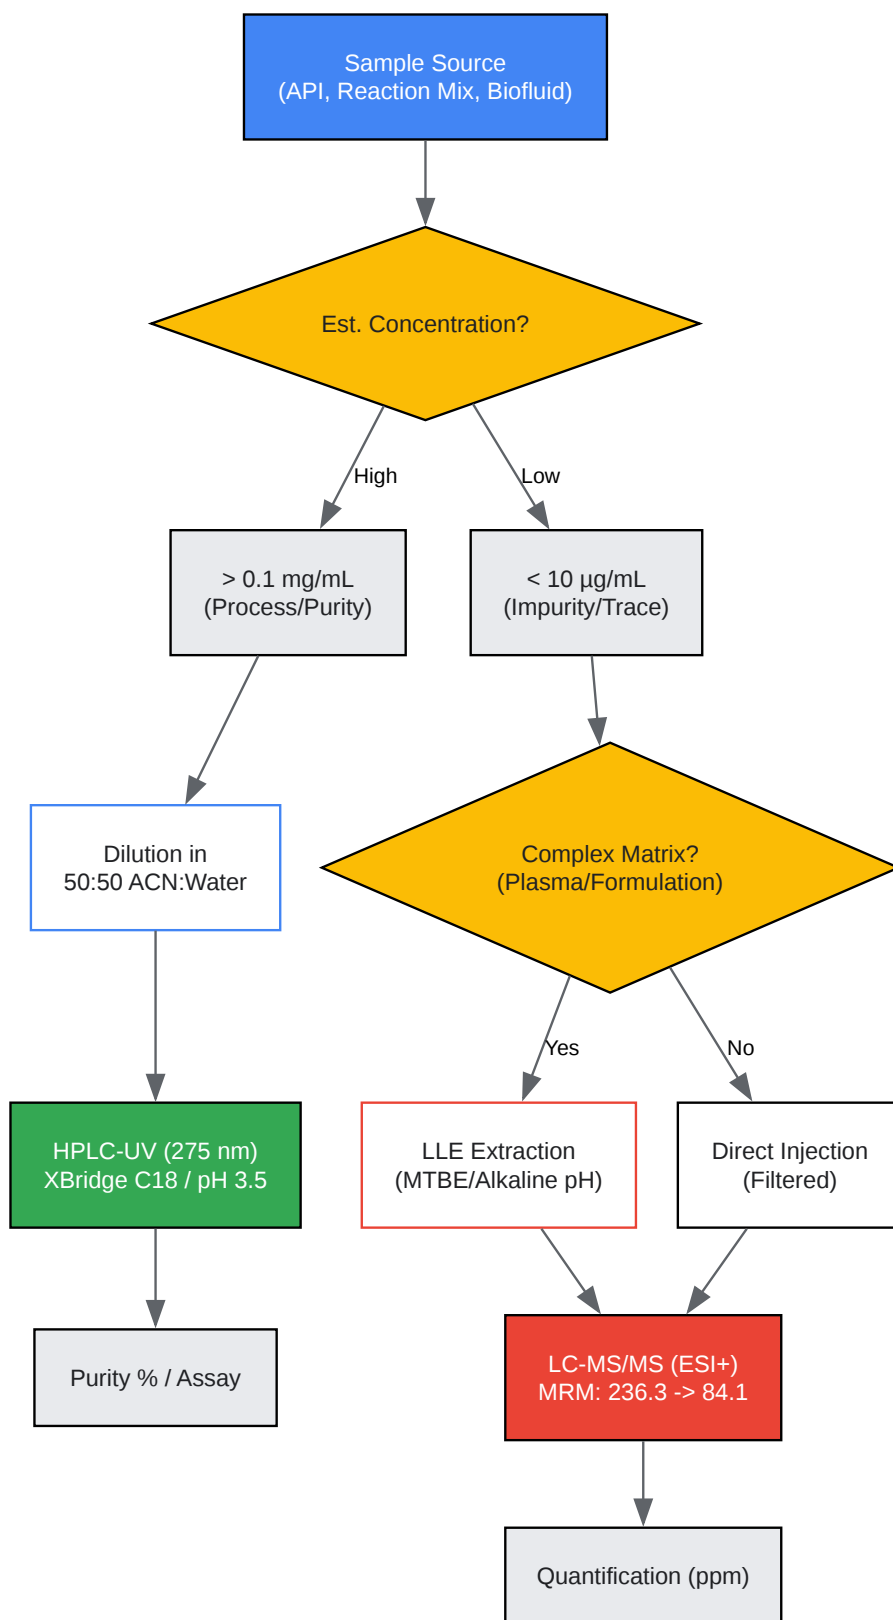 Sample Source
(API, Reaction Mix, Biofluid)
Est. Concentration?
High
Low
> 0.1 mg/mL
(Process/Purity)
< 10 µg/mL
(Impurity/Trace)
Dilution in
50:50 ACN:Water
Complex Matrix?
(Plasma/Formulation)
Yes
No
HPLC-UV (275 nm)
XBridge C18 / pH 3.5
LLE Extraction
(MTBE/Alkaline pH)
Direct Injection
(Filtered)
Purity % / Assay
LC-MS/MS (ESI+)
MRM: 236.3 -> 84.1
Quantification (ppm)